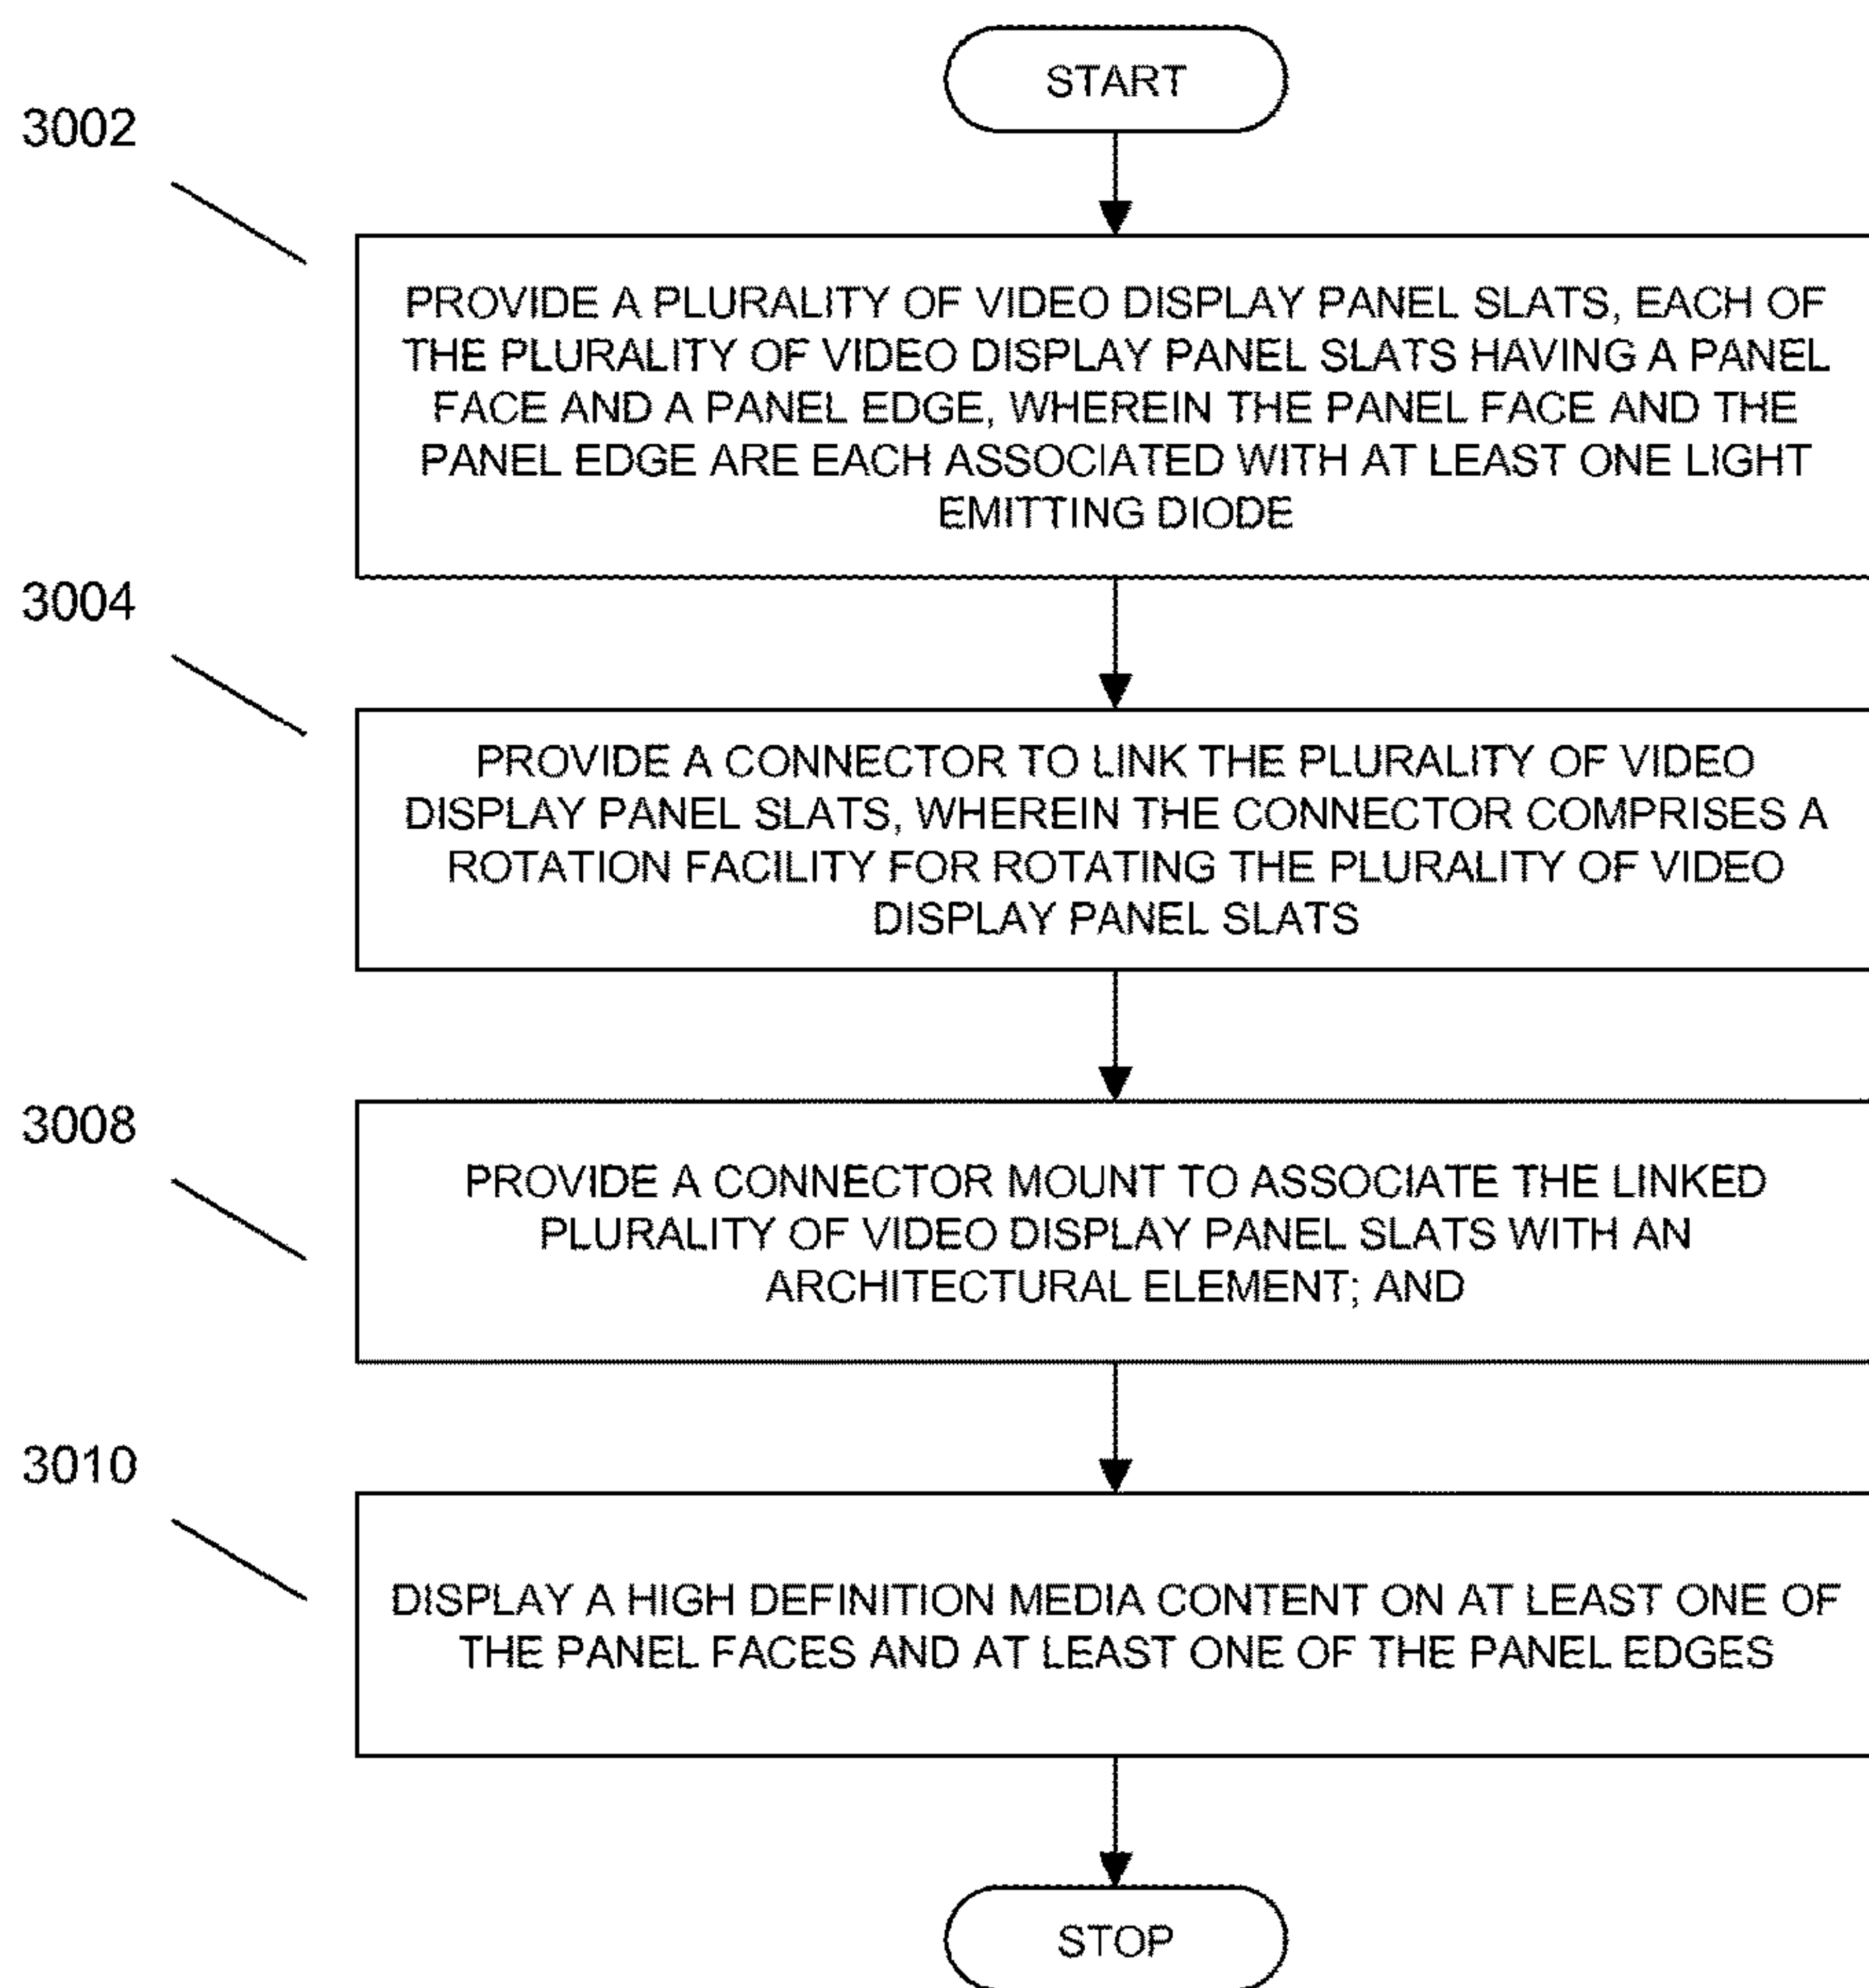 START
3002
PROVIDE A PLURALITY OF VIDEO DISPLAY PANEL SLATS, EACH OF
THE PLURALITY OF VIDEO DISPLAY PANEL SLATS HAVING A PANEL
FACE AND A PANEL EDGE, WHEREIN THE PANEL FACE AND THE
PANEL EDGE ARE EACH ASSOCIATED WITH AT LEAST ONE LIGHT
EMITTING DIODE
3004
PROVIDE A CONNECTOR TO LINK THE PLURALITY OF VIDEO
DISPLAY PANEL SLATS, WHEREIN THE CONNECTOR COMPRISES A
ROTATION FACILITY FOR ROTATING THE PLURALITY OF VIDEO
DISPLAY PANEL SLATS
3008
PROVIDE A CONNECTOR MOUNT TO ASSOCIATE THE LINKED
PLURALITY OF VIDEO DISPLAY PANEL SLATS WITH AN
ARCHITECTURAL ELEMENT; AND
3010
DISPLAY A HIGH DEFINITION MEDIA CONTENT ON AT LEAST ONE OF
THE PANEL FACES AND AT LEAST ONE OF THE PANEL EDGES
STOP